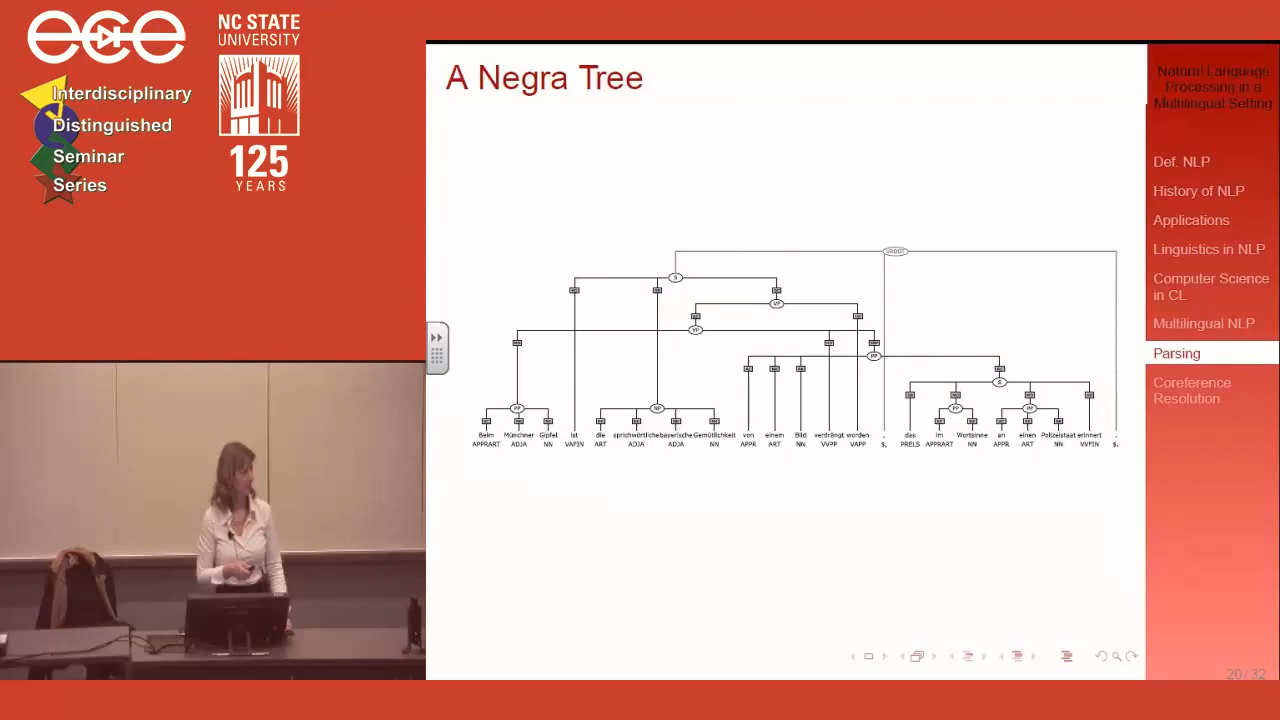 ece
NC STATE
UNIVERSITY
Interdisciplinary
Distinguished
Seminar
Series
125
YEARS
A Negra Tree
VROOT
S
VP
VP
PP
S
PP NP PP PP
Beim Münchner Gipfel ist die sprichwörtliche bayerische Gemütlichkeit von einem Bild verdrängt worden , das im Wortsinne an einen Polizeistaat erinnert .
APPRART ADJA NN VAFIN ART ADJA ADJA NN APPR ART NN VVPP VAPP $, PRELS APPRART NN APPR ART NN VVFIN $.
Natural Language
Processing in a
Multilingual Setting
Def. NLP
History of NLP
Applications
Linguistics in NLP
Computer Science
in CL
Multilingual NLP
Parsing
Coreference
Resolution
20/32